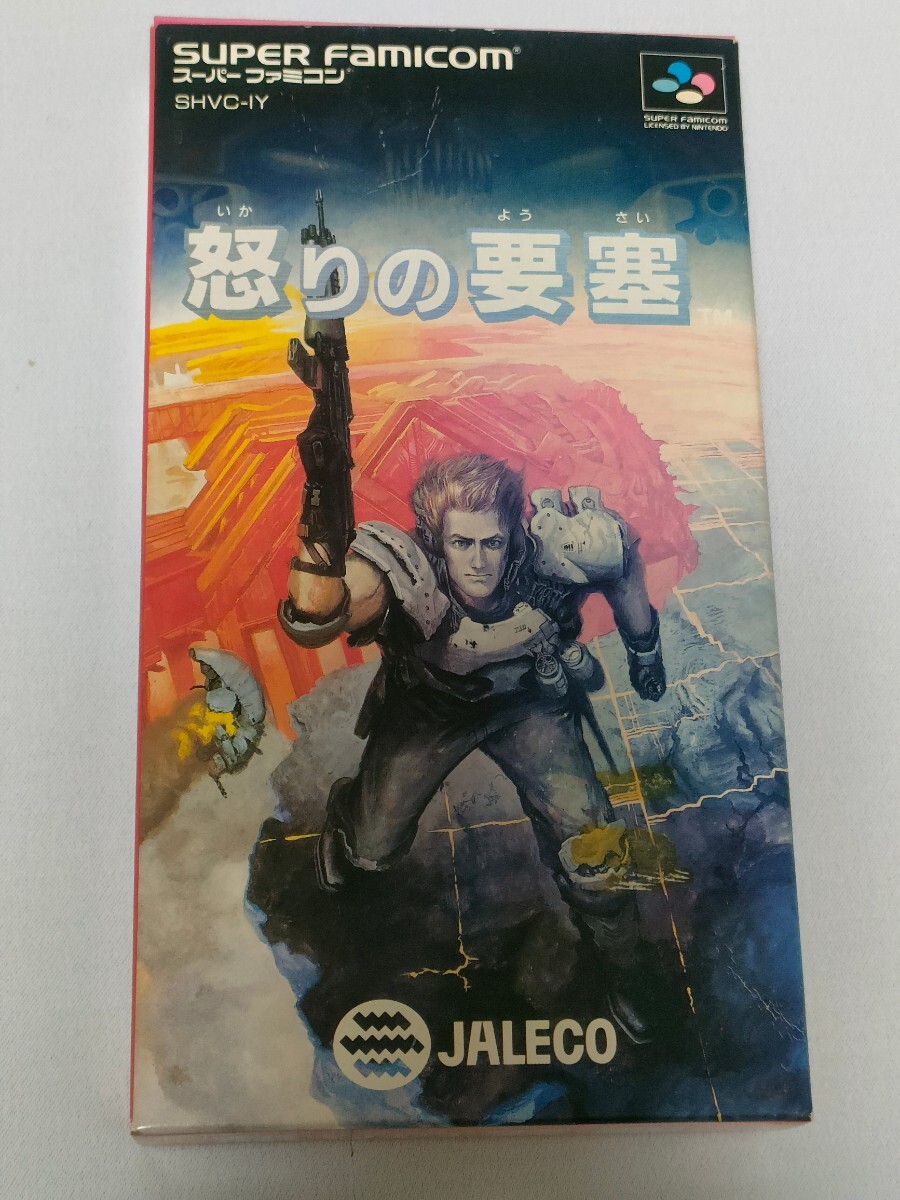 SUPER FAMICOM®
スーパーファミコン
SHVC-IY
SUPER FAMICOM
LICENSED BY NINTENDO
いか よう さい
怒りの要塞 TM
JALECO